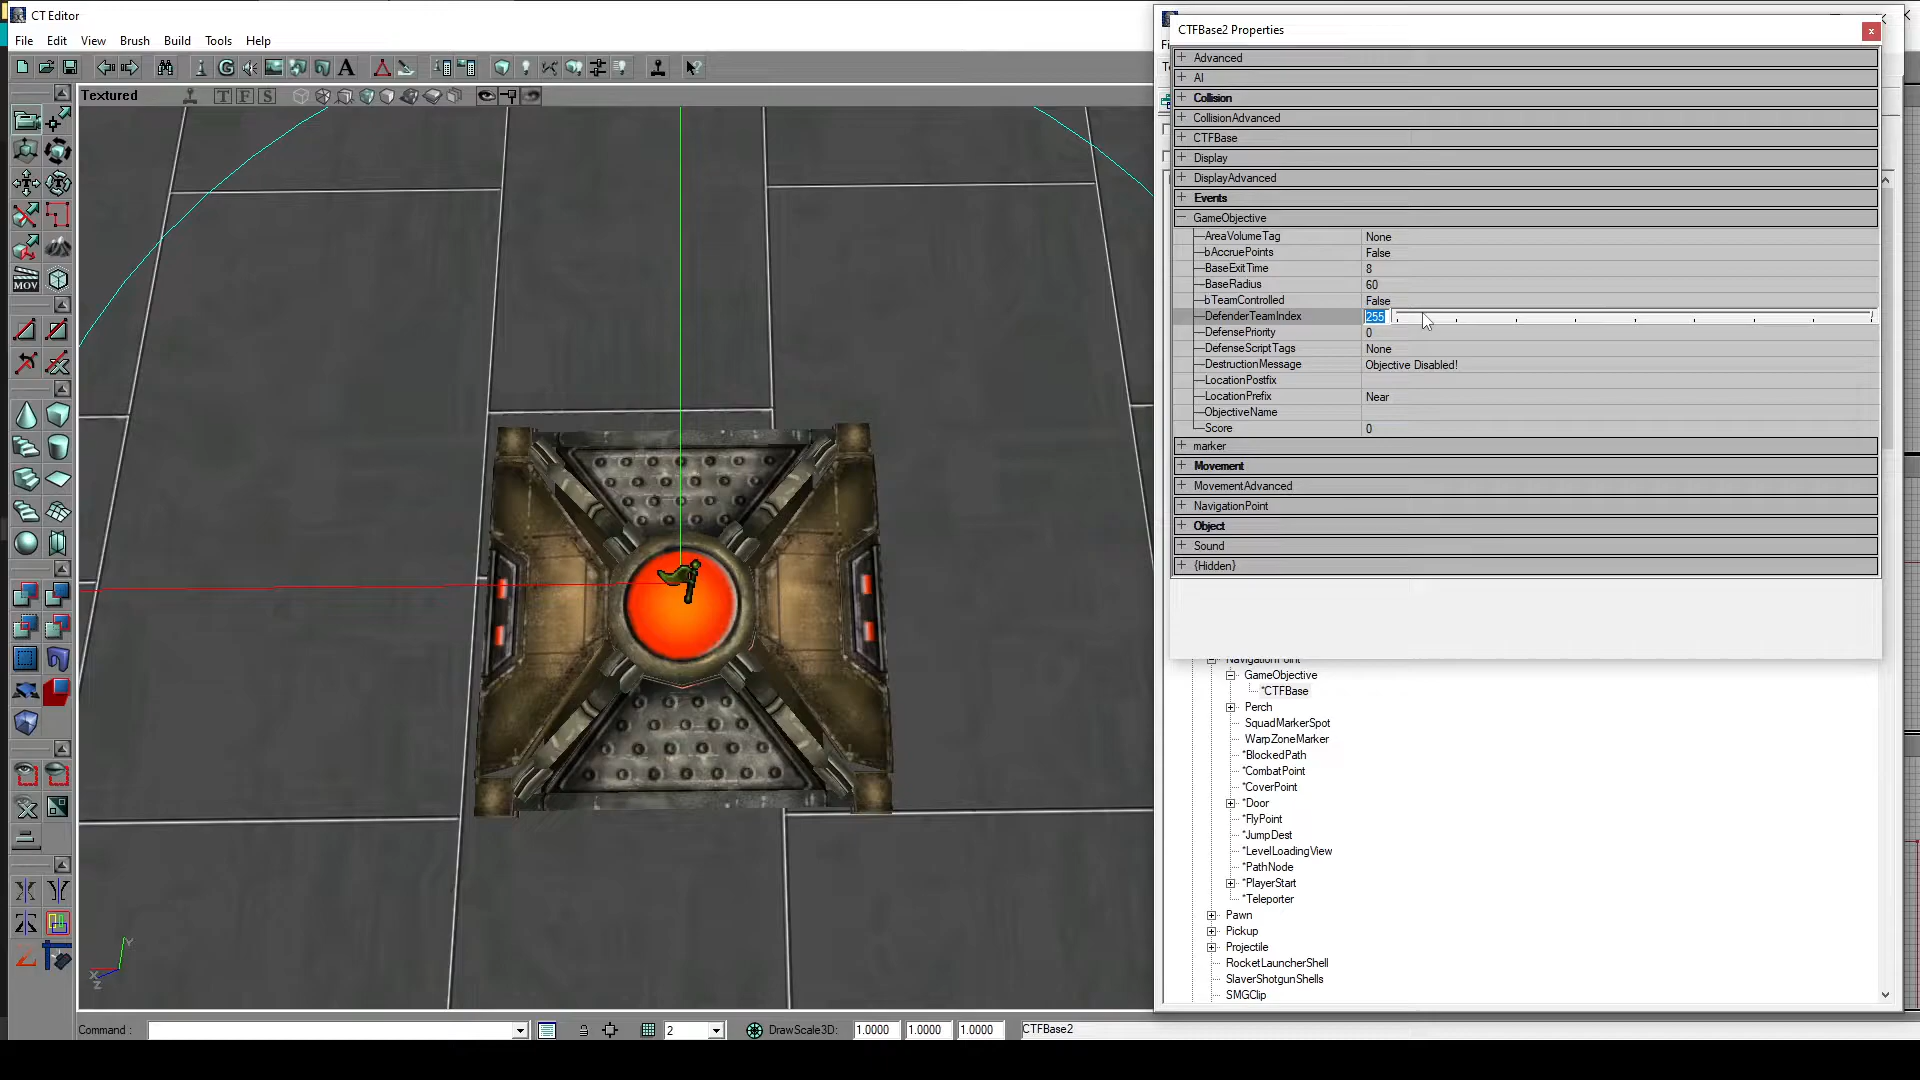 CT Editor
File Edit View Brush Build Tools Help
Textured
T F S
MOV
Command :
2
DrawScale3D:
1.0000
1.0000
1.0000
CTFBase2
CTFBase2 Properties
Advanced
AI
Collision
CollisionAdvanced
CTFBase
Display
DisplayAdvanced
Events
GameObjective
AreaVolumeTag None
bAccruePoints False
BaseExitTime 8
BaseRadius 60
bTeamControlled False
DefenderTeamIndex 255
DefensePriority 0
DefenseScriptTags None
DestructionMessage Objective Disabled!
LocationPostfix
LocationPrefix Near
ObjectiveName
Score 0
marker
Movement
MovementAdvanced
NavigationPoint
Object
Sound
{Hidden}
NavigationPoint
GameObjective
*CTFBase
Perch
SquadMarkerSpot
WarpZoneMarker
*BlockedPath
*CombatPoint
*CoverPoint
*Door
*FlyPoint
*JumpDest
*LevelLoadingView
*PathNode
*PlayerStart
*Teleporter
Pawn
Pickup
Projectile
RocketLauncherShell
SlaverShotgunShells
SMGClip